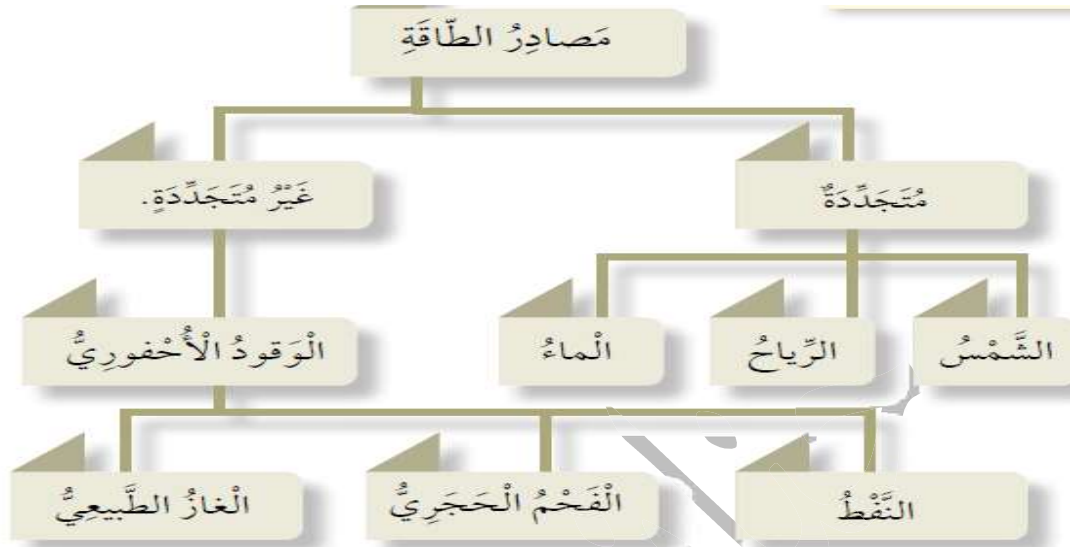 مَصادِرُ الطّاقَةِ
مُتَجَدِّدَةٌ
غَيْرُ مُتَجَدِّدَةٍ.
الشَّمْسُ
الرِّياحُ
الْماءُ
الْوَقودُ الْأُحْفورِيُّ
النَّفْطُ
الْفَحْمُ الْحَجَرِيُّ
الْغازُ الطَّبيعِيُّ